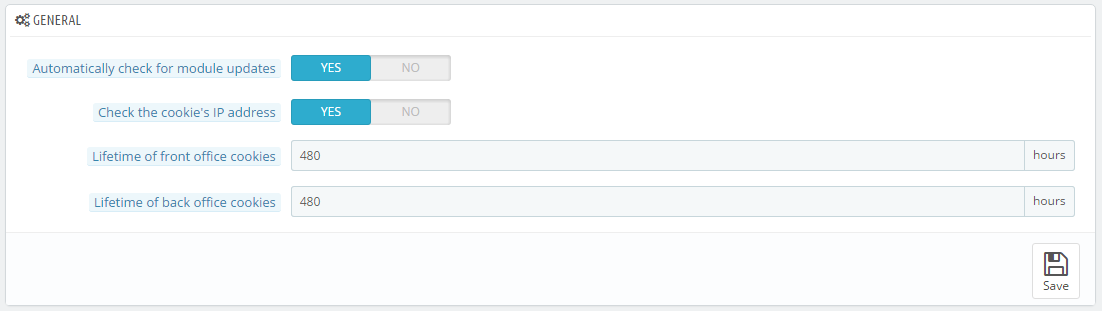 GENERAL
Automatically check for module updates YES NO
Check the cookie's IP address YES NO
Lifetime of front office cookies 480 hours
Lifetime of back office cookies 480 hours
Save